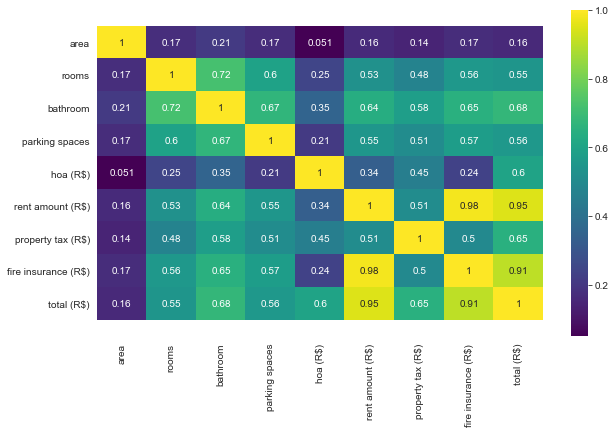 area 1 0.17 0.21 0.17 0.051 0.16 0.14 0.17 0.16
rooms 0.17 1 0.72 0.6 0.25 0.53 0.48 0.56 0.55
bathroom 0.21 0.72 1 0.67 0.35 0.64 0.58 0.65 0.68
parking spaces 0.17 0.6 0.67 1 0.21 0.55 0.51 0.57 0.56
hoa (R$) 0.051 0.25 0.35 0.21 1 0.34 0.45 0.24 0.6
rent amount (R$) 0.16 0.53 0.64 0.55 0.34 1 0.51 0.98 0.95
property tax (R$) 0.14 0.48 0.58 0.51 0.45 0.51 1 0.5 0.65
fire insurance (R$) 0.17 0.56 0.65 0.57 0.24 0.98 0.5 1 0.91
total (R$) 0.16 0.55 0.68 0.56 0.6 0.95 0.65 0.91 1
area
rooms
bathroom
parking spaces
hoa (R$)
rent amount (R$)
property tax (R$)
fire insurance (R$)
total (R$)
1.0
0.8
0.6
0.4
0.2